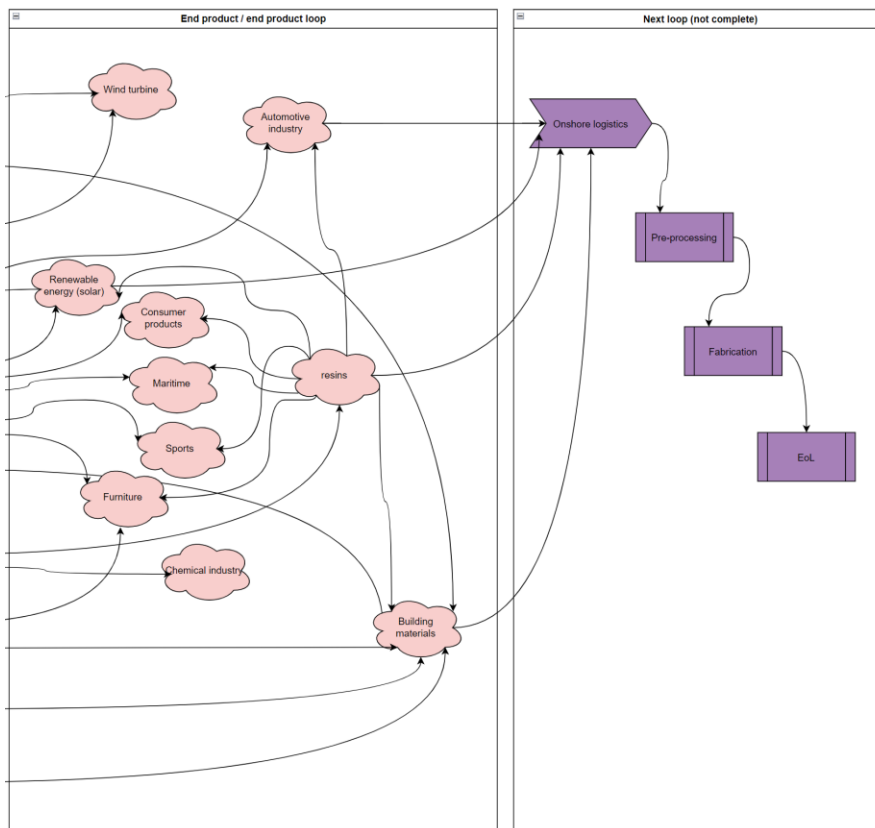 End product / end product loop
Next loop (not complete)
Wind turbine
Automotive
industry
Onshore logistics
Pre-processing
Renewable
energy (solar)
Consumer
products
Fabrication
Maritime
resins
Sports
EoL
Furniture
Chemical industry
Building
materials